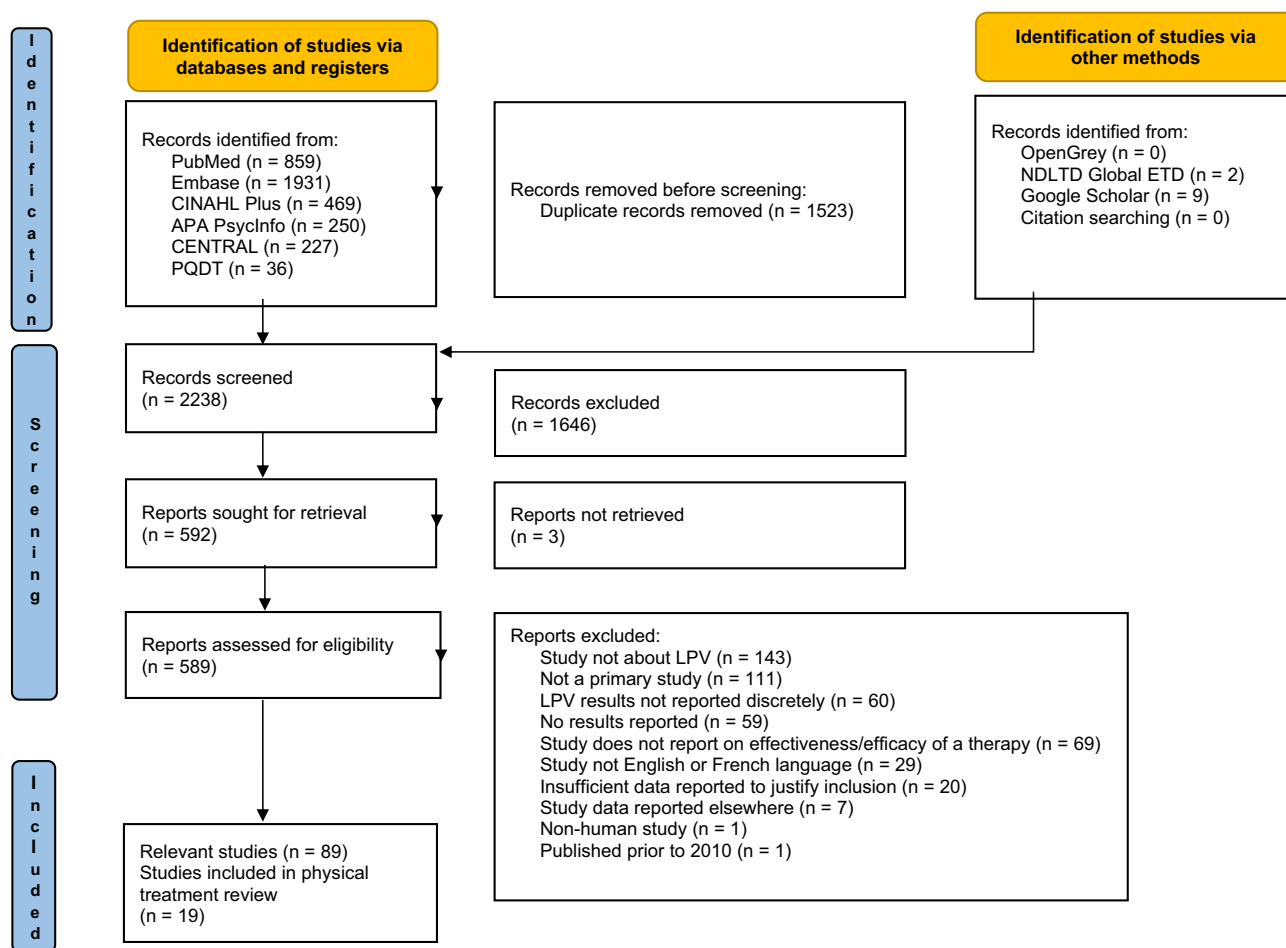 Identification
Identification of studies via
databases and registers
Identification of studies via
other methods
Records identified from:
PubMed (n = 859)
Embase (n = 1931)
CINAHL Plus (n = 469)
APA PsycInfo (n = 250)
CENTRAL (n = 227)
PQDT (n = 36)
Records removed before screening:
Duplicate records removed (n = 1523)
Records identified from:
OpenGrey (n = 0)
NDLTD Global ETD (n = 2)
Google Scholar (n = 9)
Citation searching (n = 0)
Screening
Records screened
(n = 2238)
Records excluded
(n = 1646)
Reports sought for retrieval
(n = 592)
Reports not retrieved
(n = 3)
Reports assessed for eligibility
(n = 589)
Reports excluded:
Study not about LPV (n = 143)
Not a primary study (n = 111)
LPV results not reported discretely (n = 60)
No results reported (n = 59)
Study does not report on effectiveness/efficacy of a therapy (n = 69)
Study not English or French language (n = 29)
Insufficient data reported to justify inclusion (n = 20)
Study data reported elsewhere (n = 7)
Non-human study (n = 1)
Published prior to 2010 (n = 1)
Included
Relevant studies (n = 89)
Studies included in physical
treatment review
(n = 19)